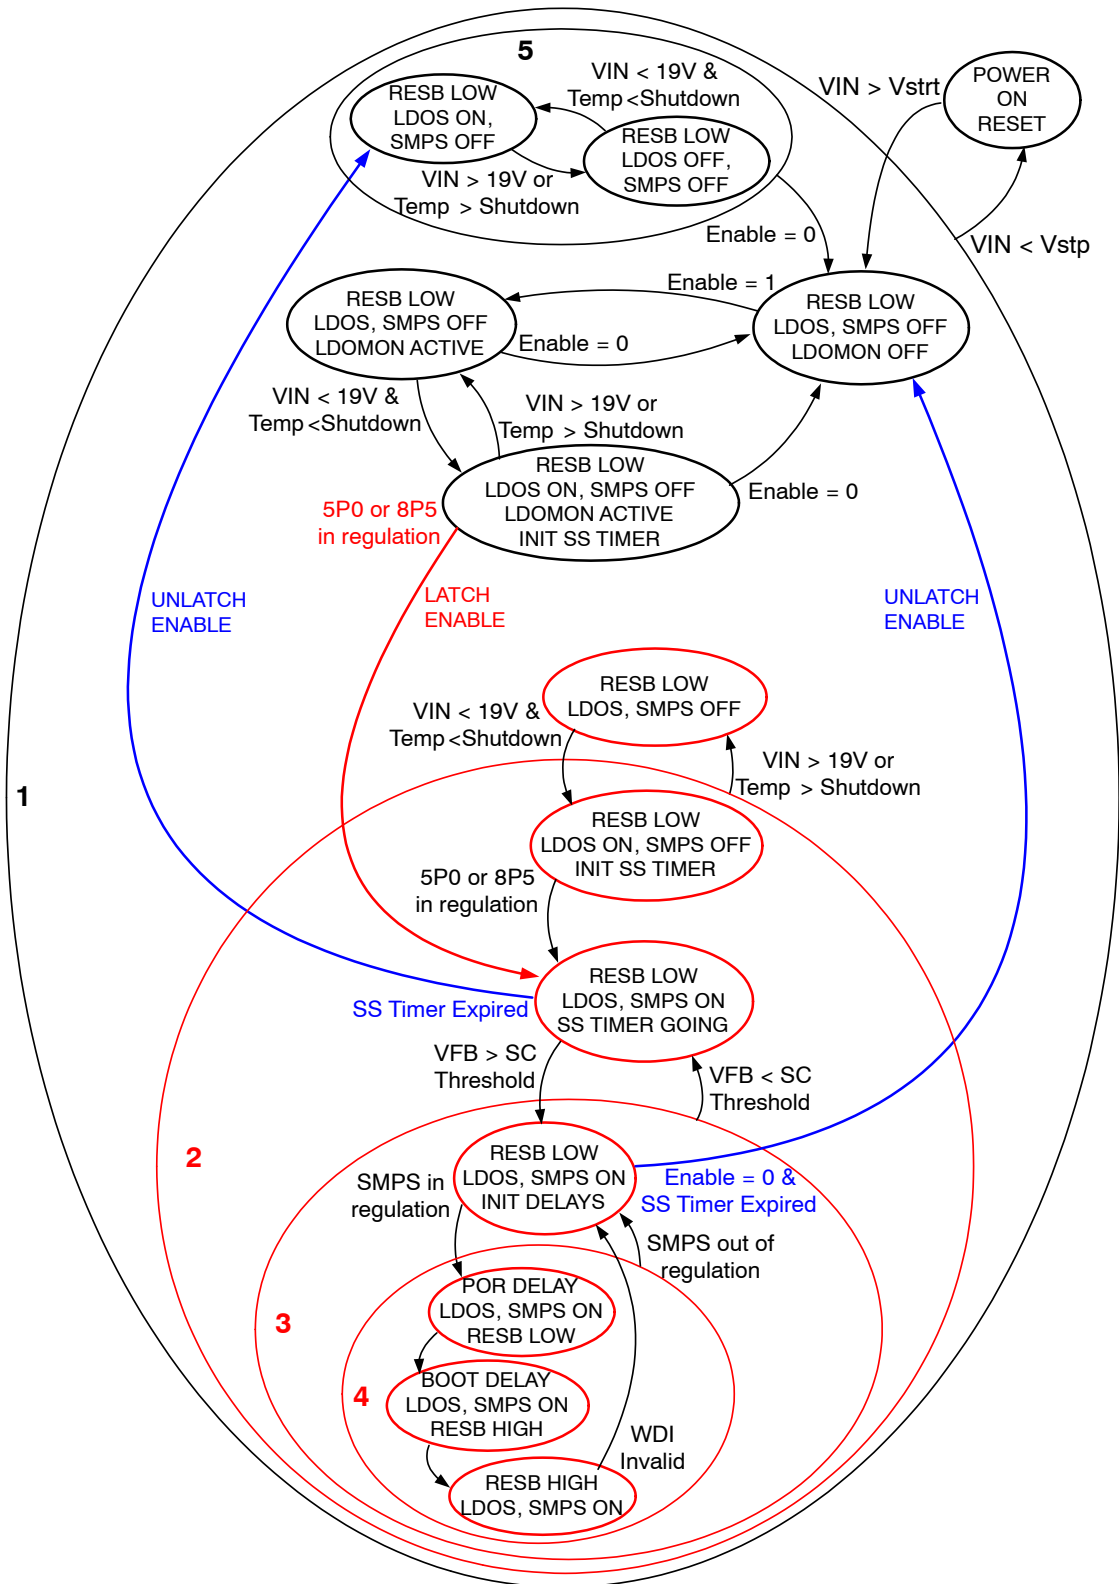 5
RESB LOW
LDOS ON,
SMPS OFF
VIN < 19V &
Temp <Shutdown
RESB LOW
LDOS OFF,
SMPS OFF
VIN > 19V or
Temp > Shutdown
VIN > Vstrt
POWER
ON
RESET
Enable = 0
VIN < Vstp
Enable = 1
RESB LOW
LDOS, SMPS OFF
LDOMON ACTIVE
Enable = 0
RESB LOW
LDOS, SMPS OFF
LDOMON OFF
VIN < 19V &
Temp <Shutdown
VIN > 19V or
Temp > Shutdown
RESB LOW
LDOS ON, SMPS OFF
LDOMON ACTIVE
INIT SS TIMER
Enable = 0
5P0 or 8P5
in regulation
UNLATCH
ENABLE
LATCH
ENABLE
UNLATCH
ENABLE
RESB LOW
LDOS, SMPS OFF
VIN < 19V &
Temp <Shutdown
VIN > 19V or
Temp > Shutdown
1
RESB LOW
LDOS ON, SMPS OFF
INIT SS TIMER
5P0 or 8P5
in regulation
RESB LOW
LDOS, SMPS ON
SS TIMER GOING
SS Timer Expired
VFB > SC
Threshold
VFB < SC
Threshold
2
RESB LOW
LDOS, SMPS ON
INIT DELAYS
SMPS in
regulation
Enable = 0 &
SS Timer Expired
SMPS out of
regulation
3
POR DELAY
LDOS, SMPS ON
RESB LOW
4
BOOT DELAY
LDOS, SMPS ON
RESB HIGH
WDI
Invalid
RESB HIGH
LDOS, SMPS ON